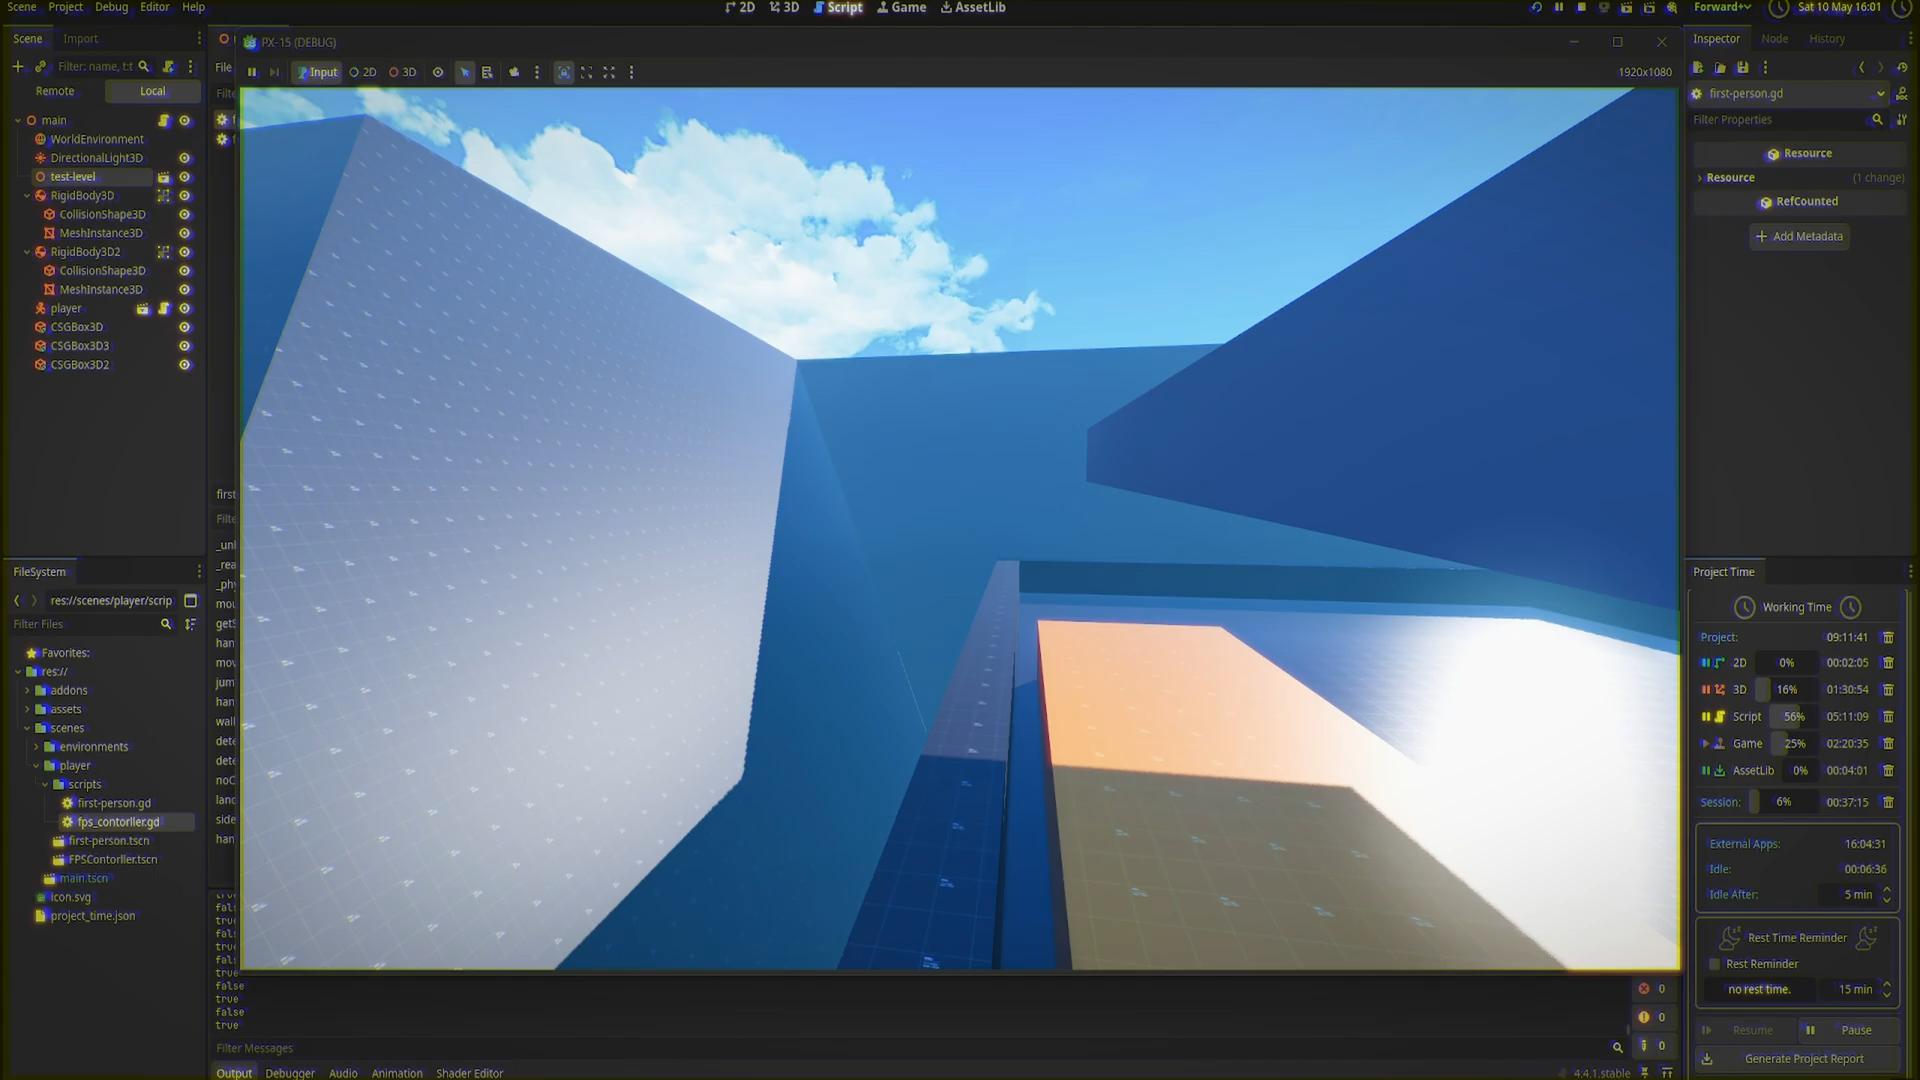 Scene Project Debug Editor Help
2D 3D Script Game AssetLib
Forward+ Sat 10 May 16:01
Scene Import
PX-15 (DEBUG)
Inspector Node History
Filter: name, t:t
File
Input 2D 3D
1920x1080
Remote Local
first-person.gd
Filter Properties
main
WorldEnvironment
DirectionalLight3D
test-level
RigidBody3D
CollisionShape3D
MeshInstance3D
RigidBody3D2
CollisionShape3D
MeshInstance3D
player
CSGBox3D
CSGBox3D3
CSGBox3D2
Resource
Resource (1 change)
RefCounted
Add Metadata
first
FileSystem
res://scenes/player/scrip
Filter Files
Favorites:
res://
addons
assets
scenes
environments
player
scripts
first-person.gd
fps_contorller.gd
first-person.tscn
FPSContorller.tscn
main.tscn
icon.svg
project_time.json
false
true
false
true
Filter Messages
Output Debugger Audio Animation Shader Editor
0
0
0
4.4.1.stable
Project Time
Working Time
Project: 09:11:41
2D 0% 00:02:05
3D 16% 01:30:54
Script 56% 05:11:09
Game 25% 02:20:35
AssetLib 0% 00:04:01
Session: 6% 00:37:15
External Apps: 16:04:31
Idle: 00:06:36
Idle After: 5 min
Rest Time Reminder
Rest Reminder
no rest time. 15 min
Resume Pause
Generate Project Report